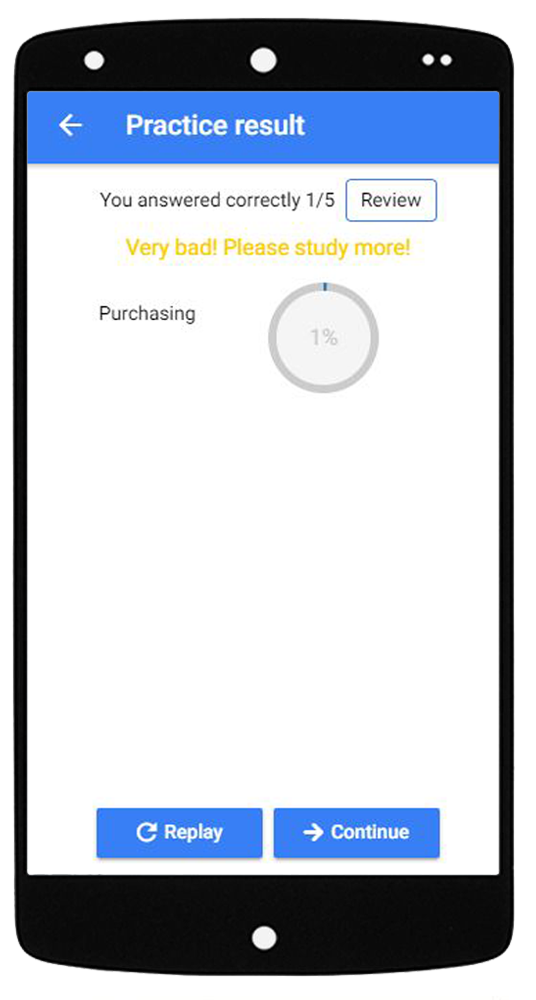 Practice result
You answered correctly 1/5 Review
Very bad! Please study more!
Purchasing
1%
Replay Continue